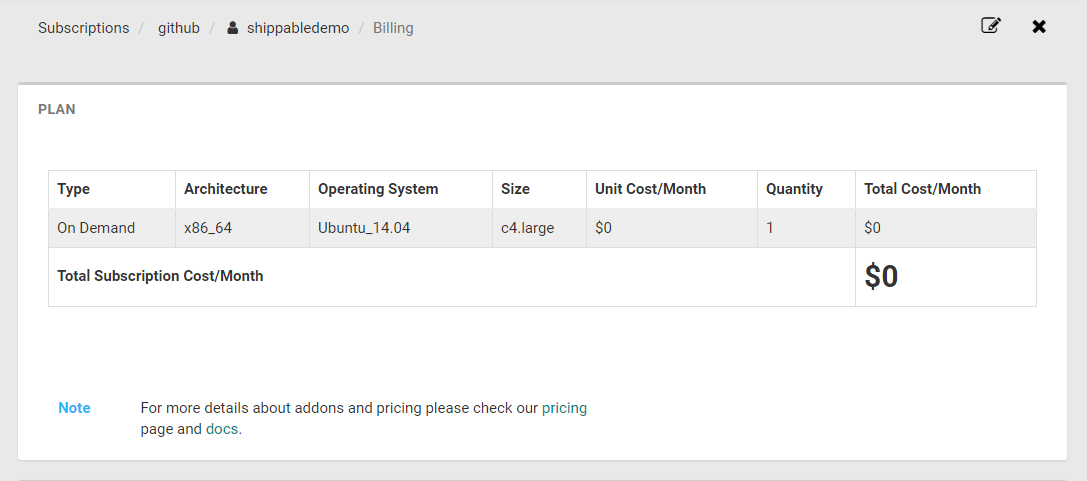 Subscriptions / github / shippabledemo / Billing
PLAN
Type Architecture Operating System Size Unit Cost/Month Quantity Total Cost/Month
On Demand x86_64 Ubuntu_14.04 c4.large $0 1 $0
Total Subscription Cost/Month $0
Note For more details about addons and pricing please check our pricing
page and docs.